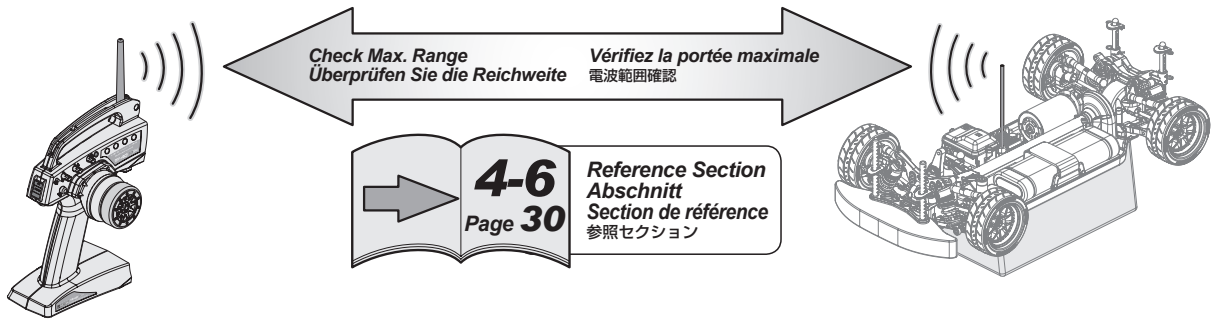 Check Max. Range
Überprüfen Sie die Reichweite
Vérifiez la portée maximale
電波範囲確認
4-6
Page 30
Reference Section
Abschnitt
Section de référence
参照セクション